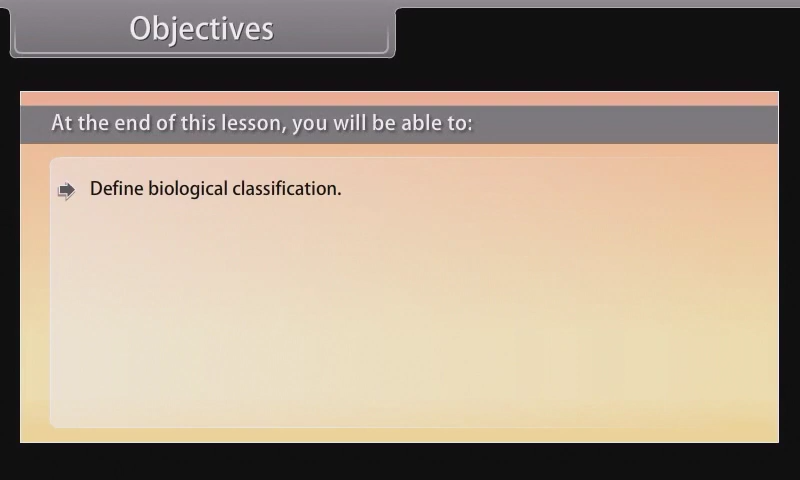 Objectives
At the end of this lesson, you will be able to:
Define biological classification.